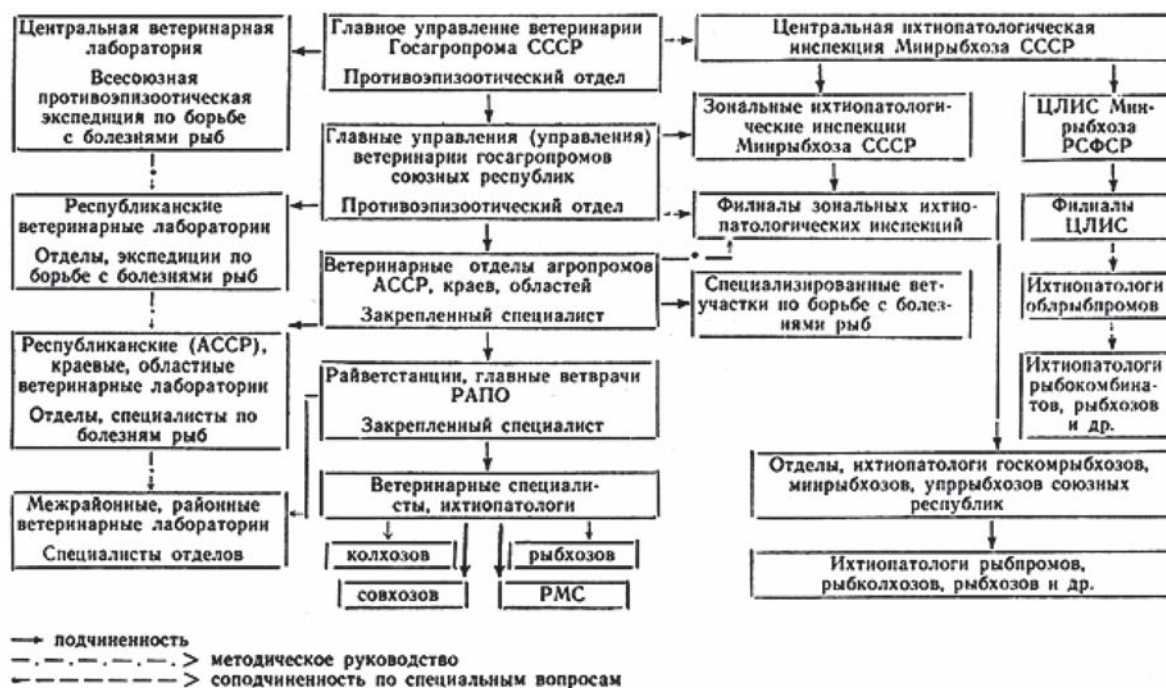 Центральная ветеринарная
лаборатория
Всесоюзная
противоэпизоотическая
экспедиция по борьбе
с болезнями рыб
Республиканские
ветеринарные лаборатории
Отделы, экспедиции по
борьбе с болезнями рыб
Республиканские (АССР),
краевые, областные
ветеринарные лаборатории
Отделы, специалисты по
болезням рыб
Межрайонные, районные
ветеринарные лаборатории
Специалисты отделов
Главное управление ветеринарии
Госагропрома СССР
Противоэпизоотический отдел
Главные управления (управления)
ветеринарии госагропромов
союзных республик
Противоэпизоотический отдел
Ветеринарные отделы агропромов
АССР, краев, областей
Закрепленный специалист
Райветстанции, главные ветврачи
РАПО
Закрепленный специалист
Ветеринарные специали-
сты, ихтиопатологи
колхозов
рыбхозов
совхозов
РМС
Центральная ихтиопатологическая
инспекция Минрыбхоза СССР
Зональные ихтиопатологи-
ческие инспекции
Минрыбхоза СССР
Филиалы зональных ихтио-
патологических инспекций
Специализированные вет-
участки по борьбе с болез-
нями рыб
ЦЛИС Мин-
рыбхоза
РСФСР
Филиалы
ЦЛИС
Ихтиопатологи
облрыбпромов
Ихтиопатологи
рыбокомбина-
тов, рыбхозов
и др.
Отделы, ихтиопатологи госкомрыбхозов,
минрыбхозов, упррыбхозов союзных
республик
Ихтиопатологи рыбпромов,
рыбколхозов, рыбхозов и др.
подчиненность
методическое руководство
соподчиненность по специальным вопросам